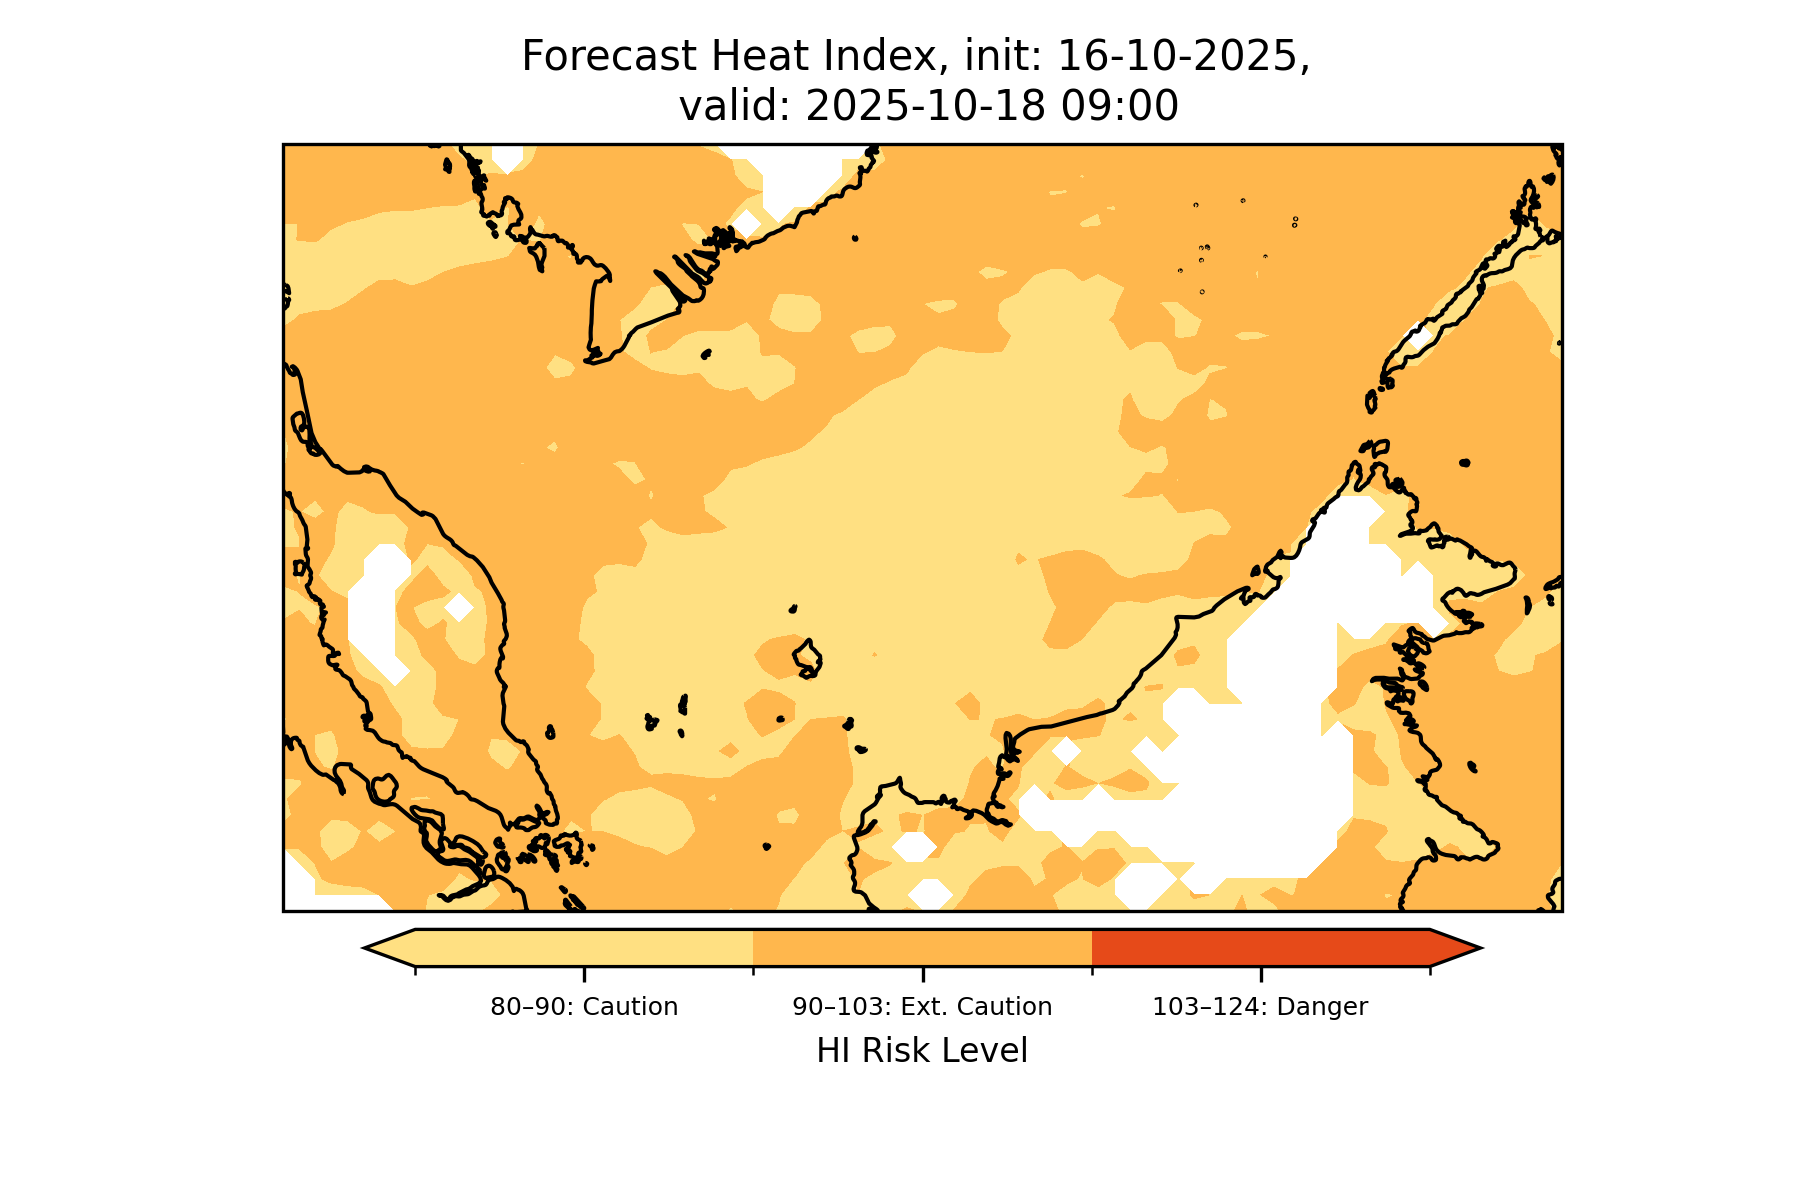 Forecast Heat Index, init: 16-10-2025,
valid: 2025-10-18 09:00
80–90: Caution
90–103: Ext. Caution
103–124: Danger
HI Risk Level